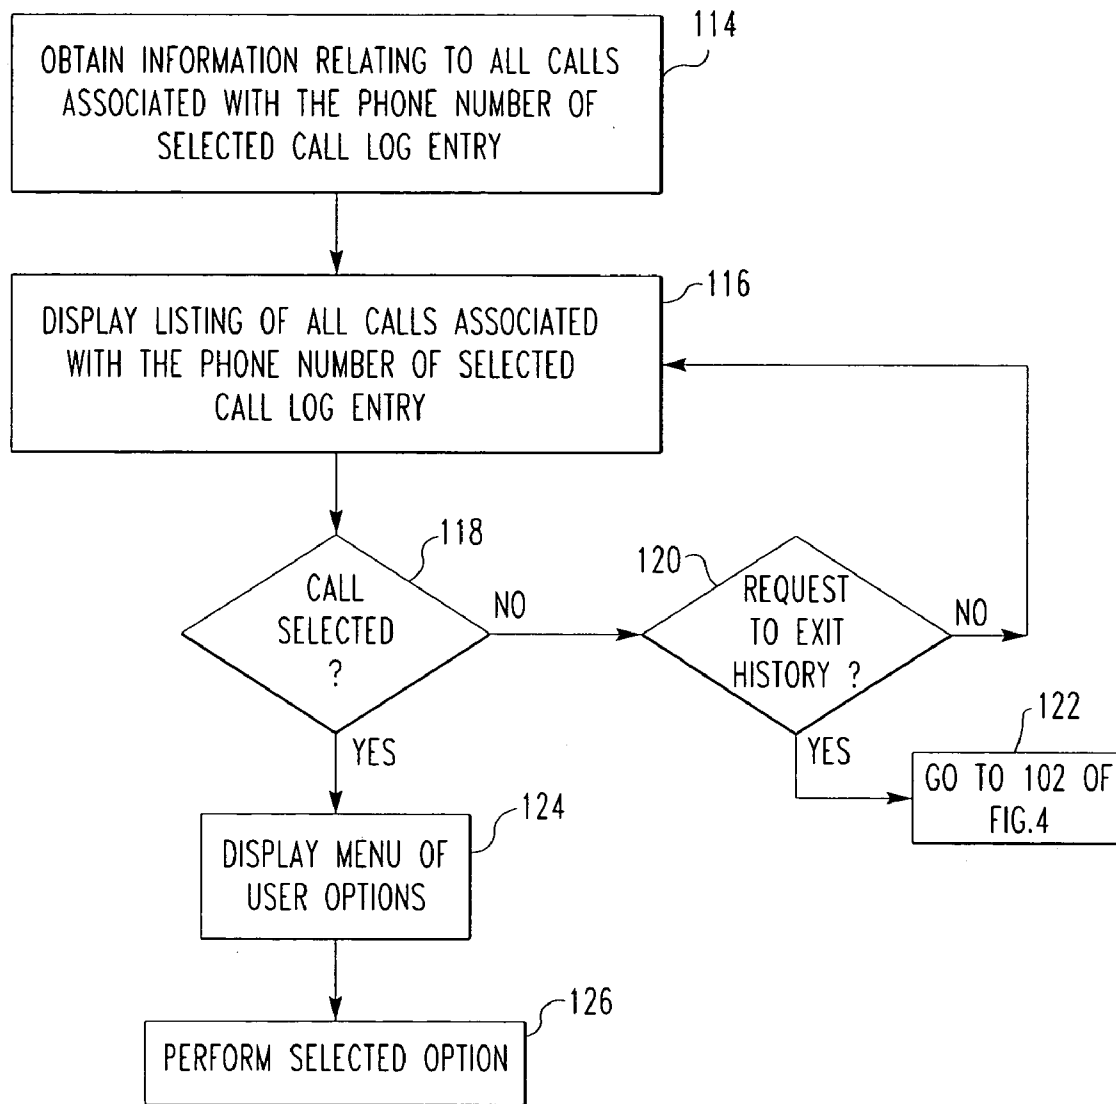 114
OBTAIN INFORMATION RELATING TO ALL CALLS
ASSOCIATED WITH THE PHONE NUMBER OF
SELECTED CALL LOG ENTRY
116
DISPLAY LISTING OF ALL CALLS ASSOCIATED
WITH THE PHONE NUMBER OF SELECTED
CALL LOG ENTRY
118
CALL
SELECTED
?
NO
YES
120
REQUEST
TO EXIT
HISTORY ?
NO
YES
122
GO TO 102 OF
FIG.4
124
DISPLAY MENU OF
USER OPTIONS
126
PERFORM SELECTED OPTION